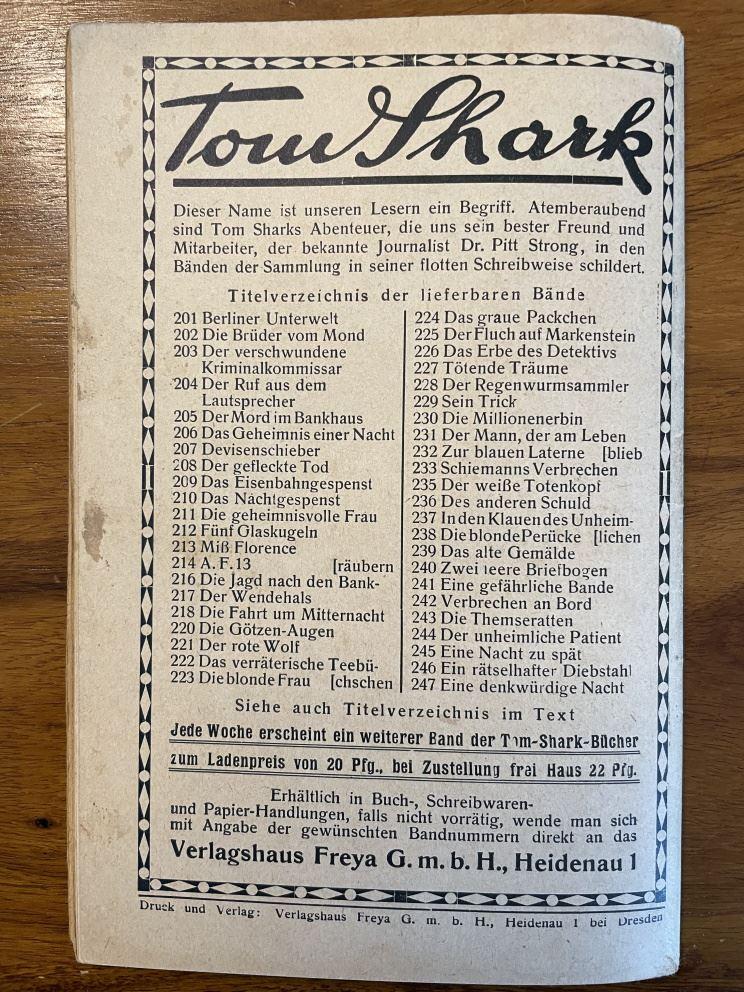 Tom Shark
Dieser Name ist unseren Lesern ein Begriff. Atemberaubend
sind Tom Sharks Abenteuer, die uns sein bester Freund und
Mitarbeiter, der bekannte Journalist Dr. Pitt Strong, in den
Bänden der Sammlung in seiner flotten Schreibweise schildert.
Titelverzeichnis der lieferbaren Bände
201 Berliner Unterwelt
202 Die Brüder vom Mond
203 Der verschwundene
Kriminalkommissar
204 Der Ruf aus dem
Lautsprecher
205 Der Mord im Bankhaus
206 Das Geheimnis einer Nacht
207 Devisenschieber
208 Der gefleckte Tod
209 Das Eisenbahngespenst
210 Das Nachtgespenst
211 Die geheimnisvolle Frau
212 Fünf Glaskugeln
213 Miß Florence
214 A. F. 13 [räubern
216 Die Jagd nach den Bank-
217 Der Wendehals
218 Die Fahrt um Mitternacht
220 Die Götzen-Augen
221 Der rote Wolf
222 Das verräterische Teebü-
223 Die blonde Frau [chschen
224 Das graue Packchen
225 Der Fluch auf Markenstein
226 Das Erbe des Detektivs
227 Tötende Träume
228 Der Regenwurmsammler
229 Sein Trick
230 Die Millionenerbin
231 Der Mann, der am Leben
232 Zur blauen Laterne [blieb
233 Schiemanns Verbrechen
235 Der weiße Totenkopf
236 Des anderen Schuld
237 In den Klauen des Unheim-
238 Die blonde Perücke [lichen
239 Das alte Gemälde
240 Zwei leere Briefbogen
241 Eine gefährliche Bande
242 Verbrechen an Bord
243 Die Themseratten
244 Der unheimliche Patient
245 Eine Nacht zu spät
246 Ein rätselhafter Diebstahl
247 Eine denkwürdige Nacht
Siehe auch Titelverzeichnis im Text
Jede Woche erscheint ein weiterer Band der Tom-Shark-Bücher
zum Ladenpreis von 20 Pfg., bei Zustellung frei Haus 22 Pfg.
Erhältlich in Buch-, Schreibwaren-
und Papier-Handlungen, falls nicht vorrätig, wende man sich
mit Angabe der gewünschten Bandnummern direkt an das
Verlagshaus Freya G. m. b. H., Heidenau 1
Druck und Verlag: Verlagshaus Freya G. m. b. H., Heidenau 1 bei Dresden